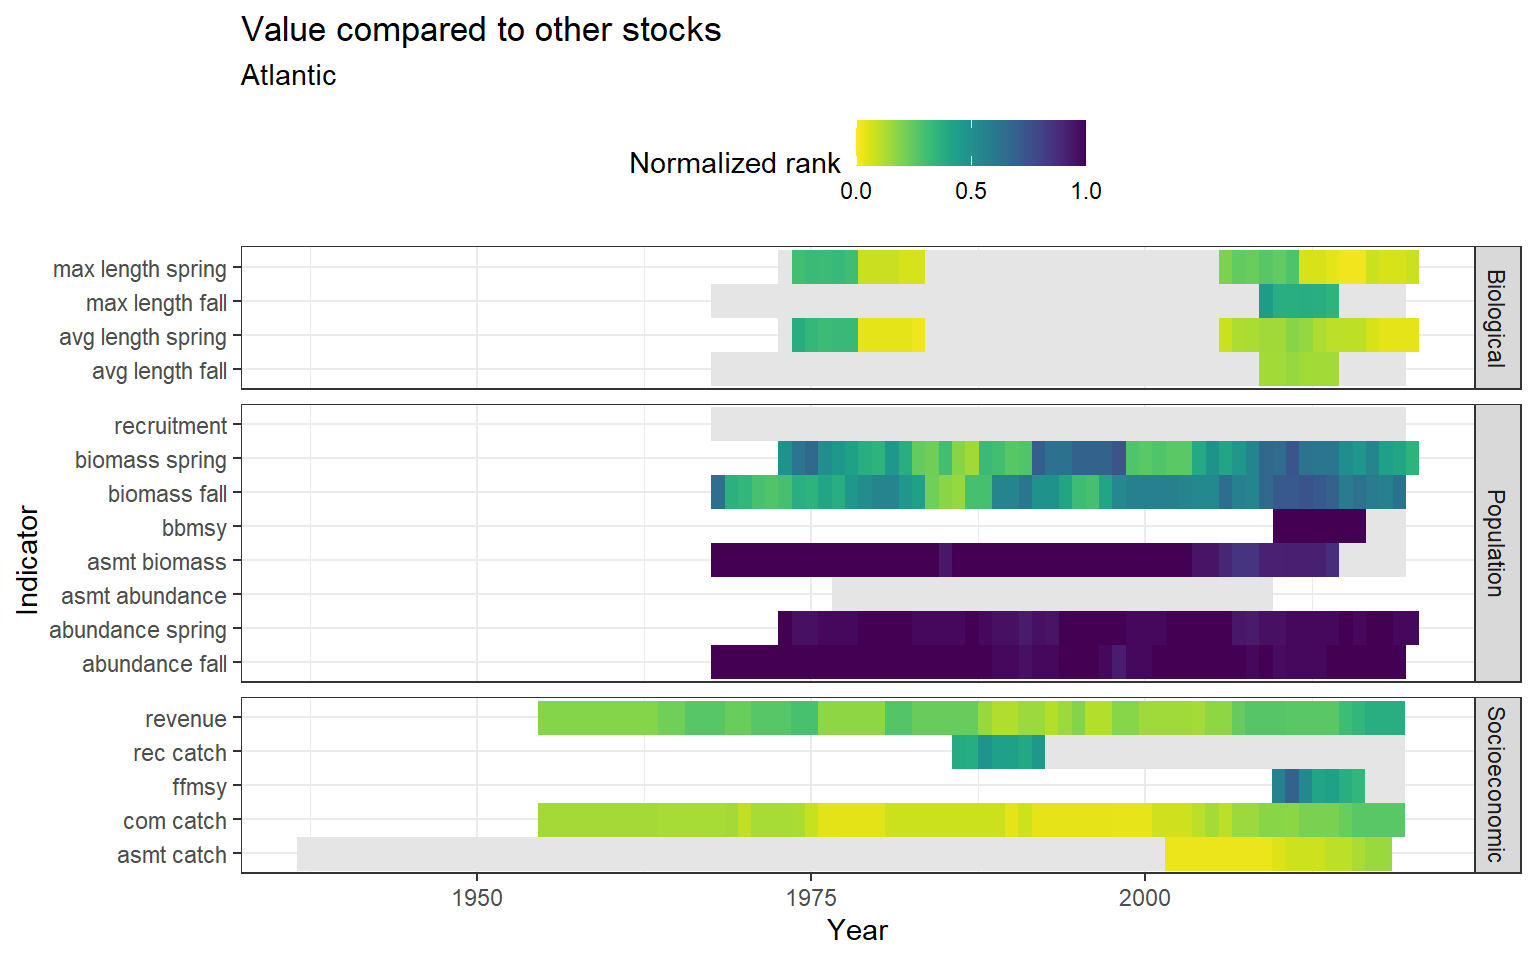 Value compared to other stocks
Atlantic
Normalized rank
0.0 0.5 1.0
max length spring
max length fall
avg length spring
avg length fall
Biological
recruitment
biomass spring
biomass fall
bbmsy
asmt biomass
asmt abundance
abundance spring
abundance fall
Population
revenue
rec catch
ffmsy
com catch
asmt catch
Socioeconomic
Indicator
1950 1975 2000
Year